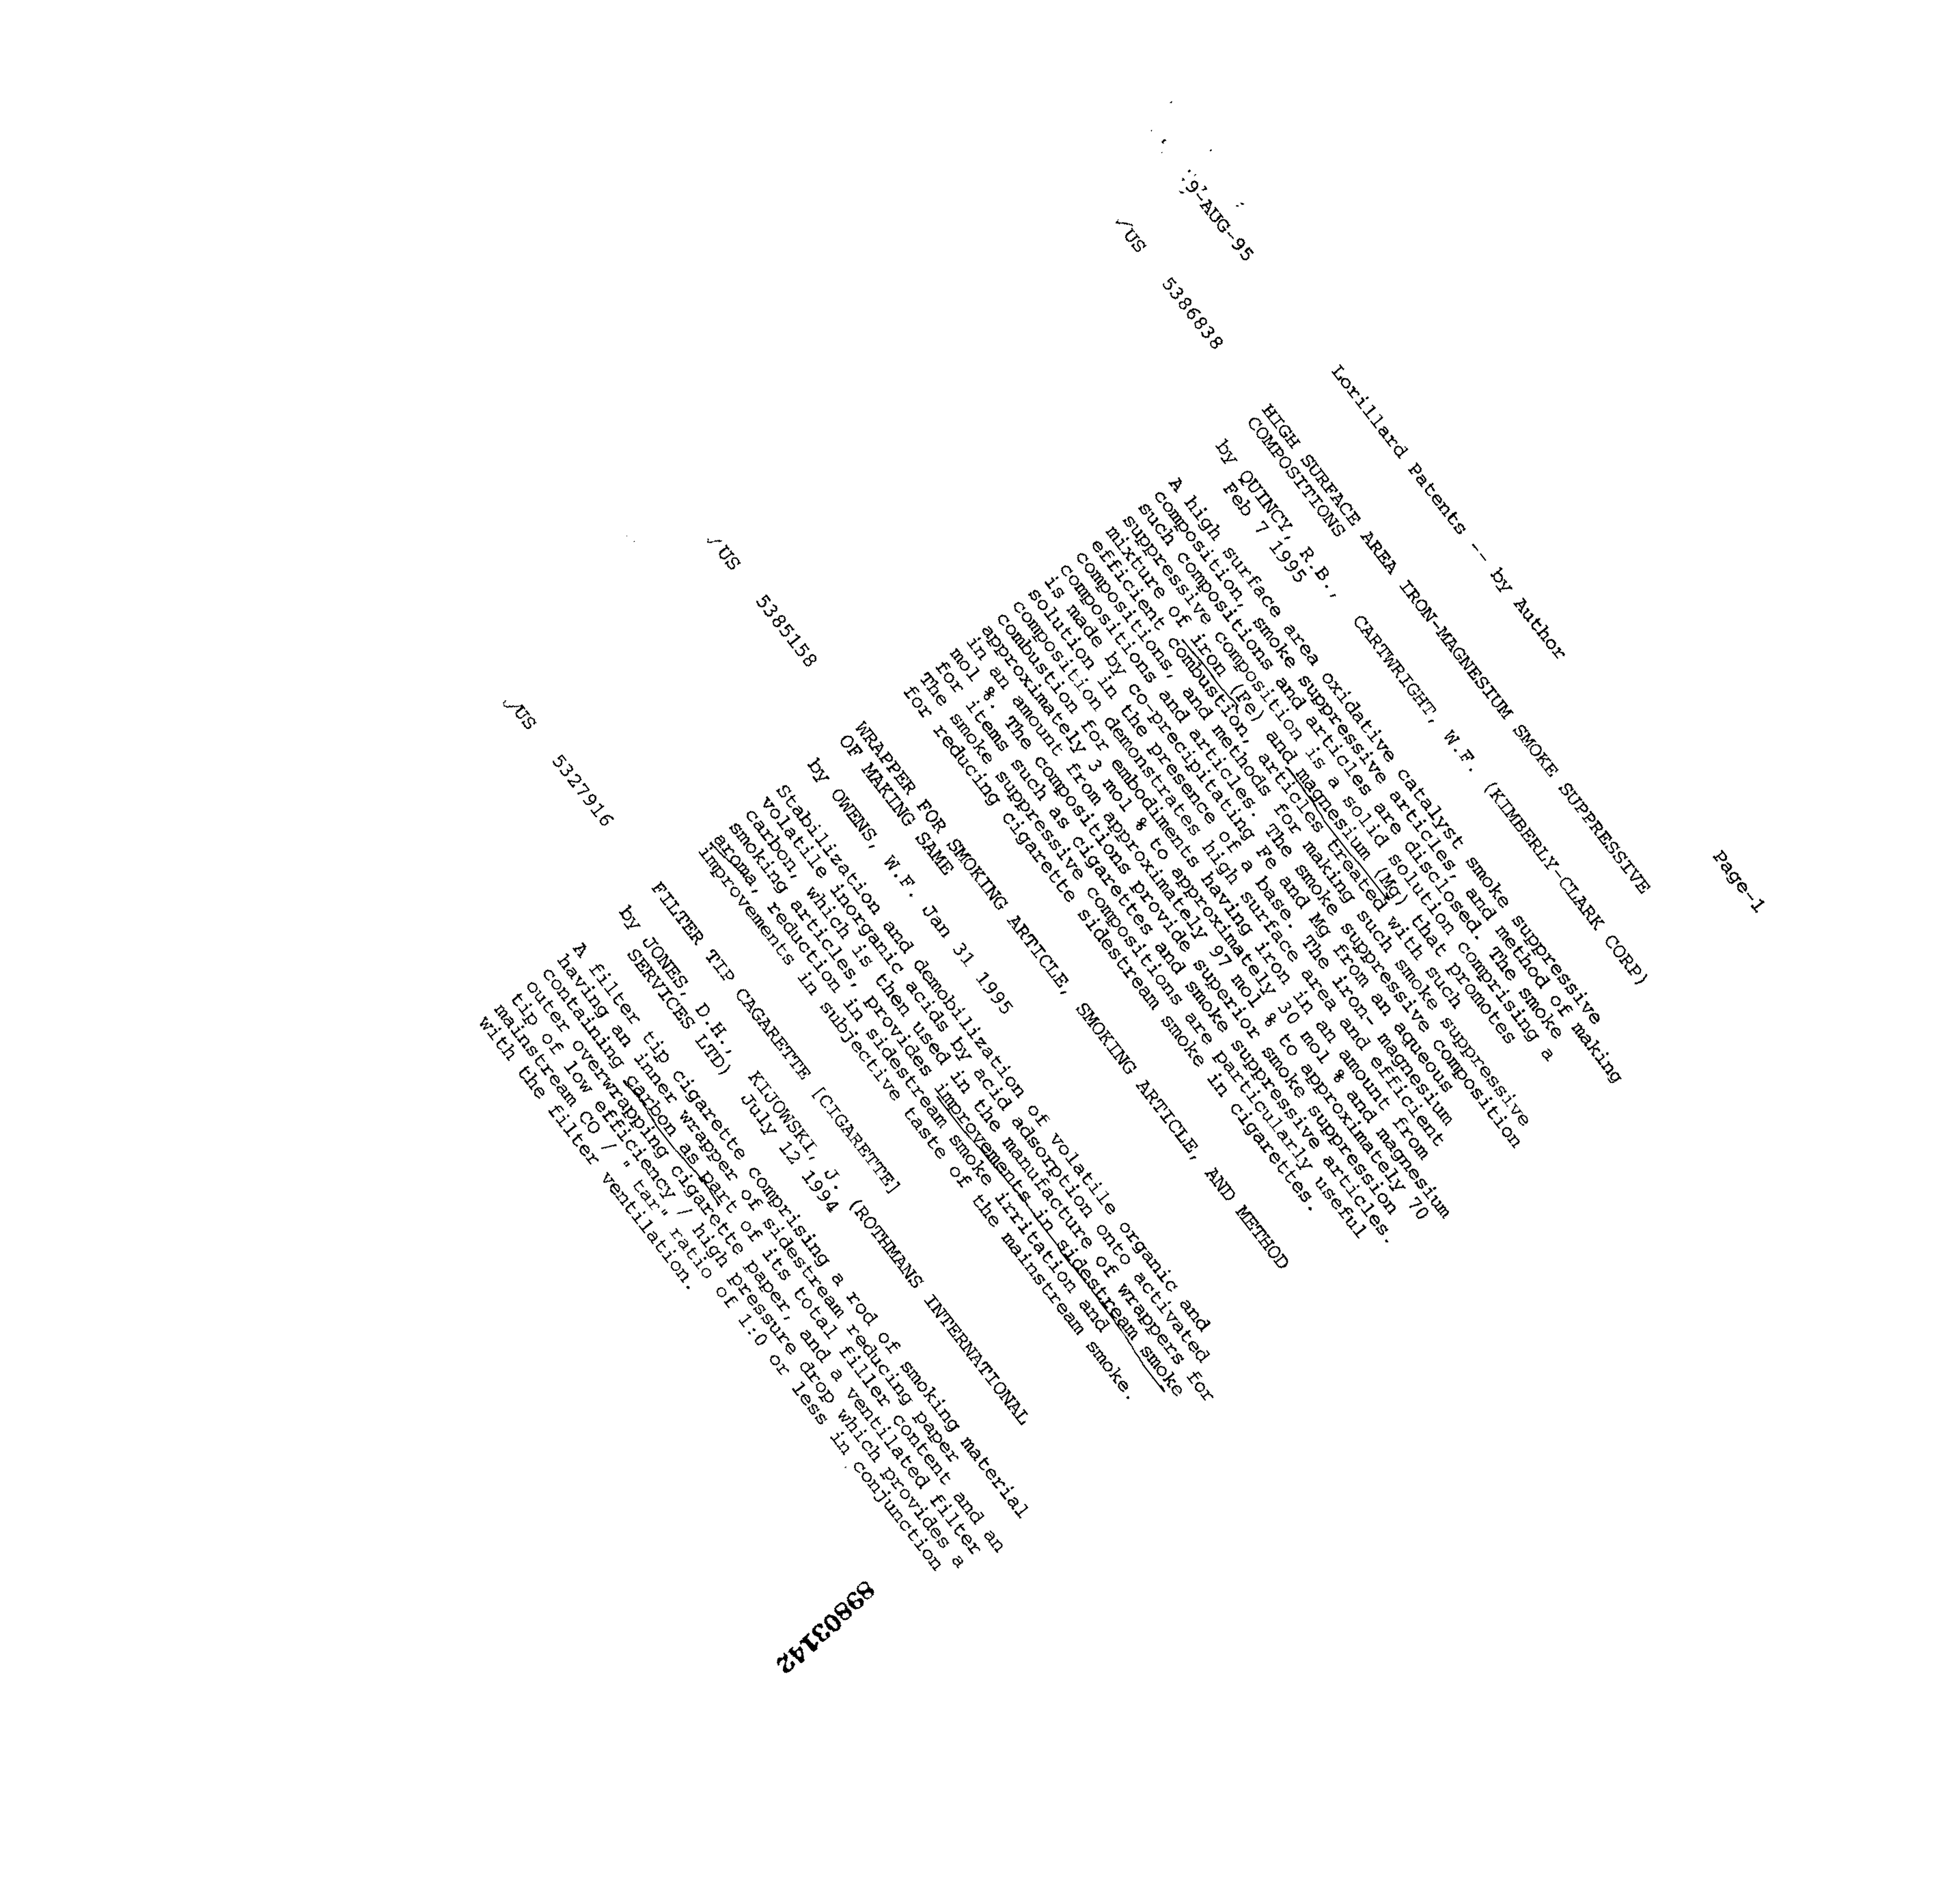 9-AUG-95 Lorillard Patents -- by Author Page-1
US 5386838 HIGH SURFACE AREA IRON-MAGNESIUM SMOKE SUPPRESSIVE
COMPOSITIONS
by QUINCY, R.B., CARTWRIGHT, W.F. (KIMBERLY-CLARK CORP)
Feb 7 1995
A high surface area oxidative catalyst smoke suppressive
composition, smoke suppressive articles, and method of making
such compositions and articles are disclosed. The smoke
suppressive composition is a solid solution comprising a
mixture of iron (Fe) and magnesium (Mg) that promotes
efficient combustion, articles treated with such
compositions, and methods for making such smoke suppressive
compositions and articles. The smoke suppressive composition
is made by co-precipitating Fe and Mg from an aqueous
solution in the presence of a base. The iron- magnesium
composition demonstrates high surface area and efficient
combustion for embodiments having iron in an amount from
approximately 3 mol % to approximately 30 mol % and magnesium
in an amount from approximately 97 mol % to approximately 70
mol %. The compositions provide superior smoke suppression
for items such as cigarettes and smoke suppressive articles.
The smoke suppressive compositions are particularly useful
for reducing cigarette sidestream smoke in cigarettes.
US 5385158 WRAPPER FOR SMOKING ARTICLE, SMOKING ARTICLE, AND METHOD
OF MAKING SAME
by OWENS, W.F. Jan 31 1995
Stabilization and demobilization of volatile organic and
volatile inorganic acids by acid adsorption onto activated
carbon, which is then used in the manufacture of wrappers for
smoking articles, provides improvements in sidestream smoke
aroma, reduction in sidestream smoke irritation and
improvements in subjective taste of the mainstream smoke.
US 5327916 FILTER TIP CAGARETTE [CIGARETTE]
by JONES, D.H., KIJOWSKI, J. (ROTHMANS INTERNATIONAL
SERVICES LTD) July 12 1994
A filter tip cigarette comprising a rod of smoking material
having an inner wrapper of sidestream reducing paper
containing carbon as part of its total filler content and an
outer overwrapping cigarette paper, and a ventilated filter
tip of low efficiency / high pressure drop which provides a
mainstream CO / "tar" ratio of 1:0 or less in conjunction
with the filter ventilation.
89803142